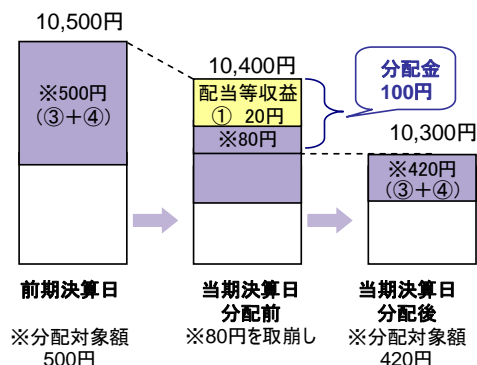 10,500円
※500円
（③＋④）
10,400円
配当等収益
① 20円
※80円
分配金
100円
10,300円
※420円
（③＋④）
前期決算日
※分配対象額
500円
当期決算日
分配前
※80円を取崩し
当期決算日
分配後
※分配対象額
420円